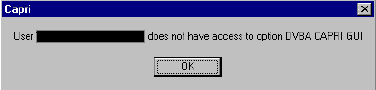 Capri
User does not have access to option DVBA CAPRI GUI
OK